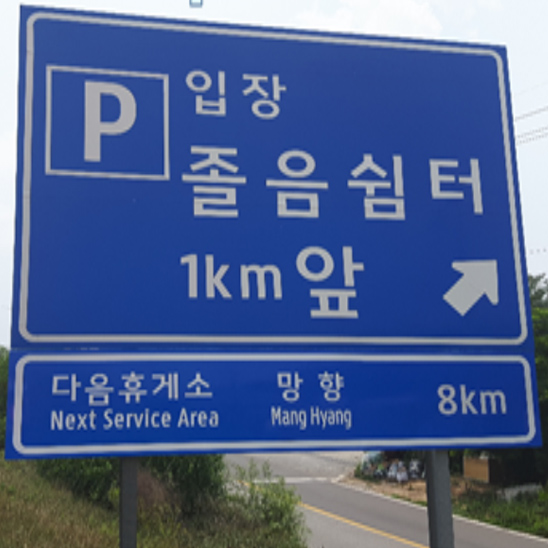 P 입장
졸음쉼터
1km 앞
다음휴게소 망향 8km
Next Service Area Mang Hyang